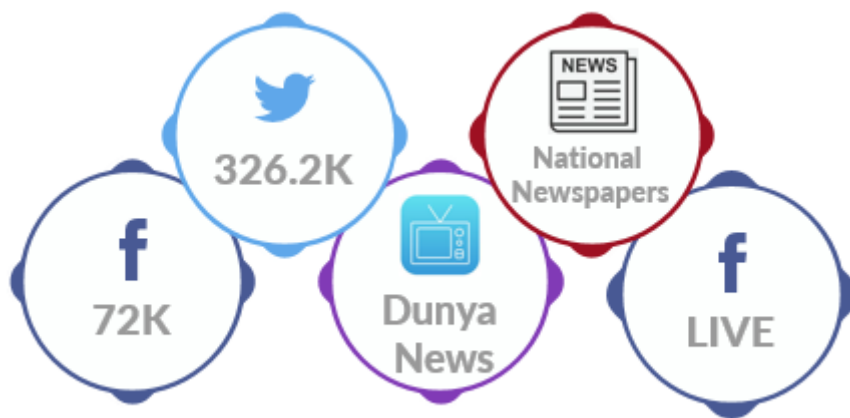 326.2K
NEWS
National
Newspapers
f
72K
Dunya
News
f
LIVE